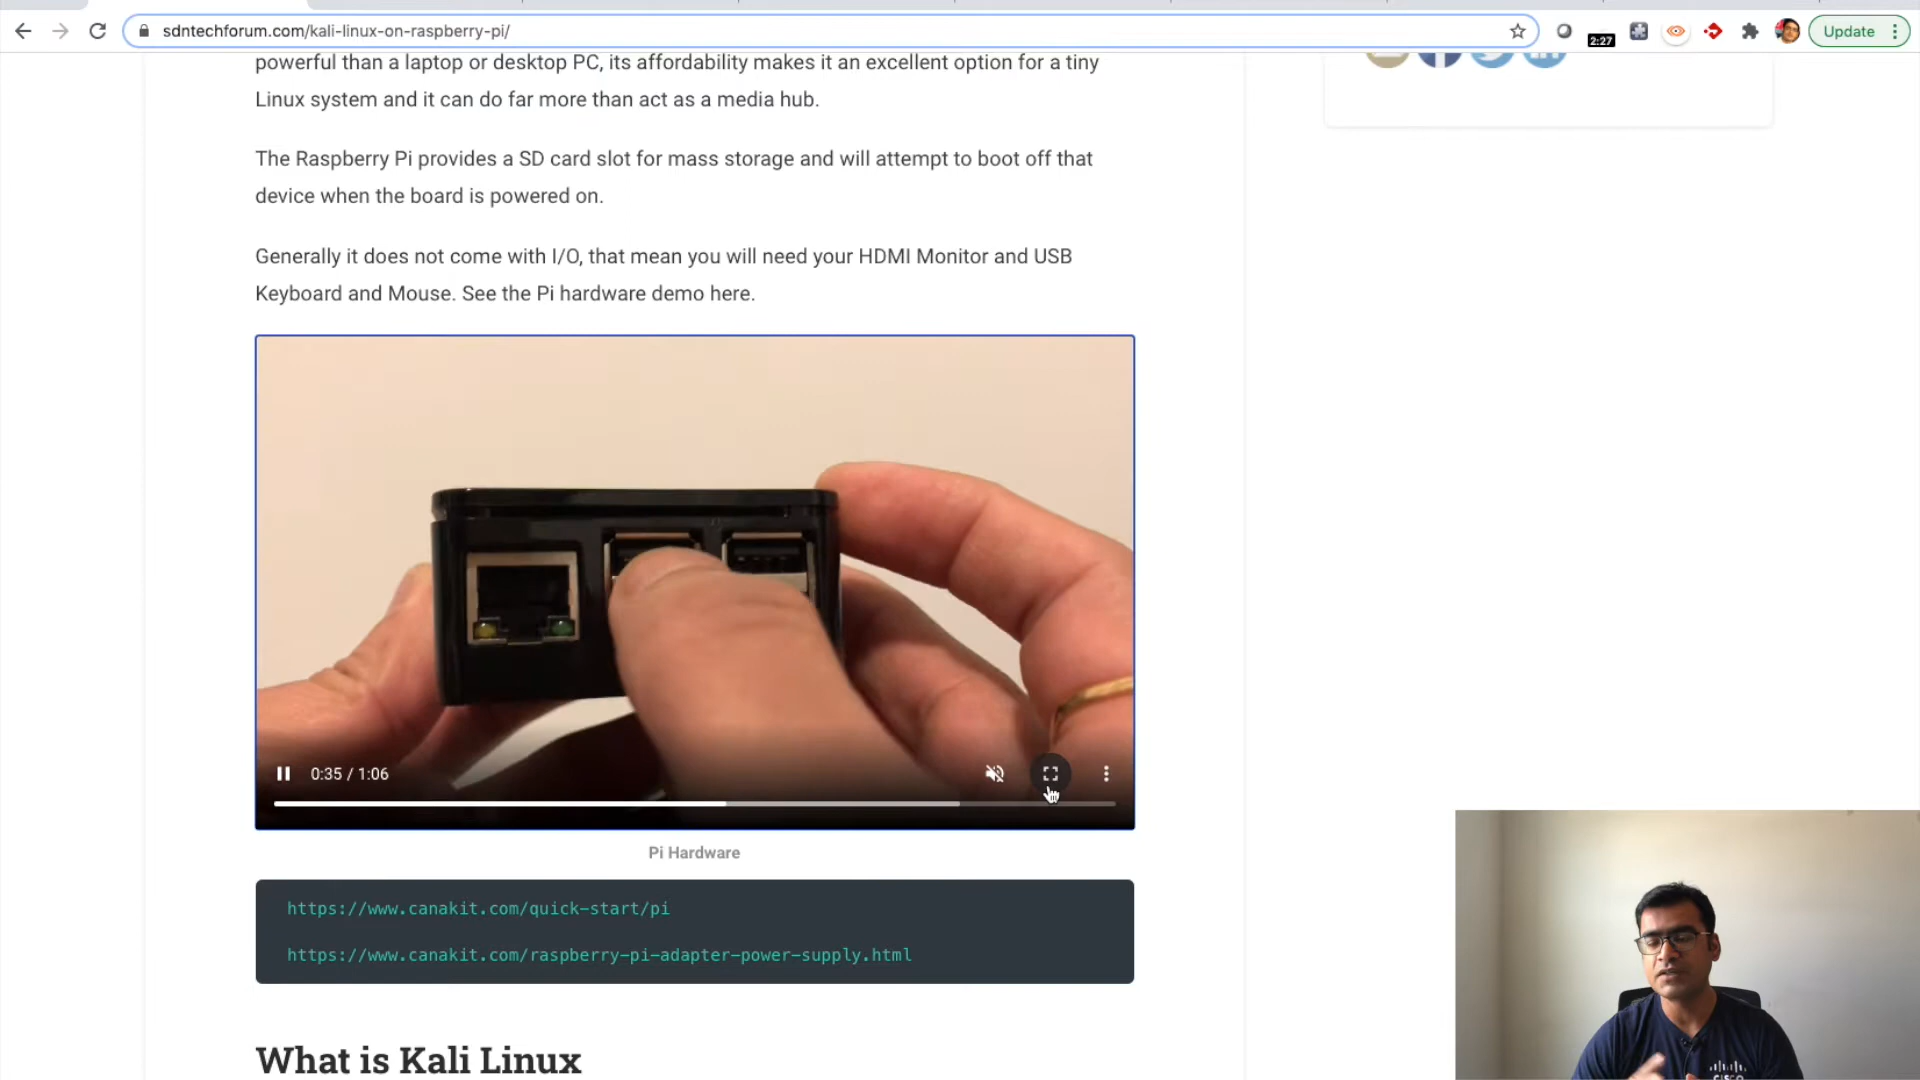 sdntechforum.com/kali-linux-on-raspberry-pi/
2:27
Update
powerful than a laptop or desktop PC, its affordability makes it an excellent option for a tiny
Linux system and it can do far more than act as a media hub.
The Raspberry Pi provides a SD card slot for mass storage and will attempt to boot off that
device when the board is powered on.
Generally it does not come with I/O, that mean you will need your HDMI Monitor and USB
Keyboard and Mouse. See the Pi hardware demo here.
0:35 / 1:06
Pi Hardware
https://www.canakit.com/quick-start/pi
https://www.canakit.com/raspberry-pi-adapter-power-supply.html
What is Kali Linux
CISCO